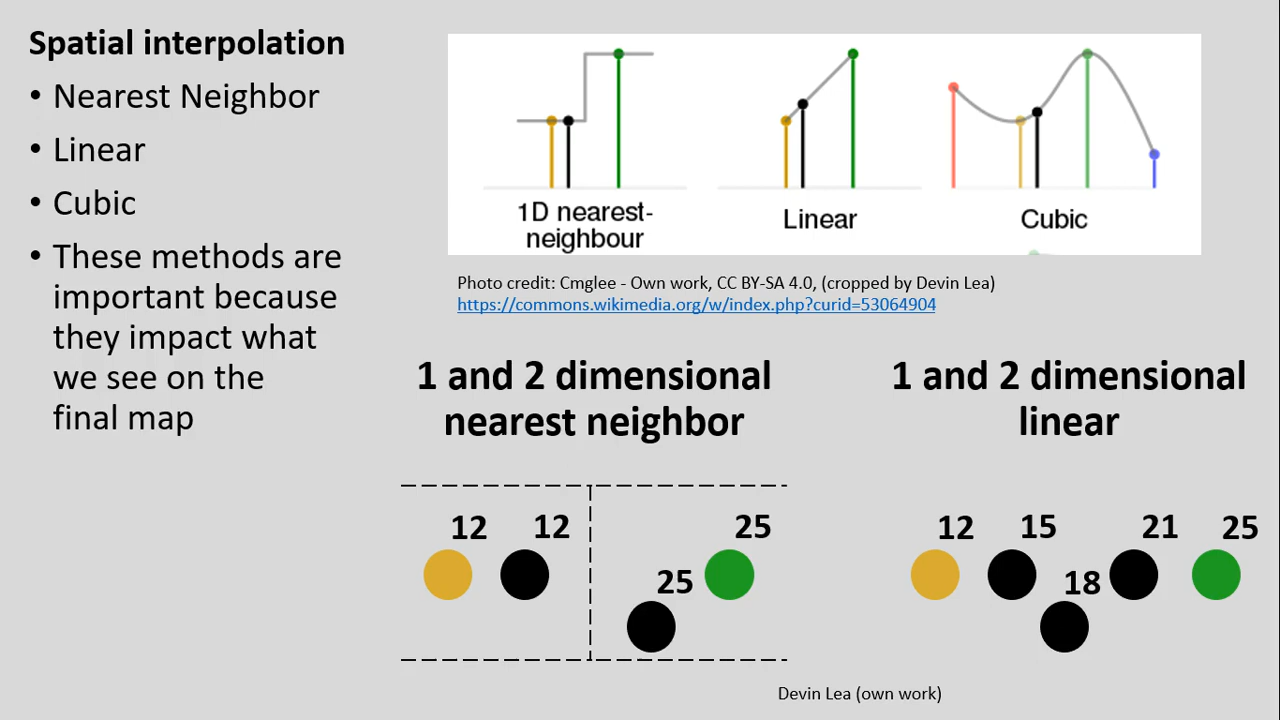 Spatial interpolation
• Nearest Neighbor
• Linear
• Cubic
• These methods are
important because
they impact what
we see on the
final map
1D nearest-
neighbour
Linear
Cubic
Photo credit: Cmglee - Own work, CC BY-SA 4.0, (cropped by Devin Lea)
https://commons.wikimedia.org/w/index.php?curid=53064904
1 and 2 dimensional
nearest neighbor
12
12
25
25
1 and 2 dimensional
linear
12
15
18
21
25
Devin Lea (own work)